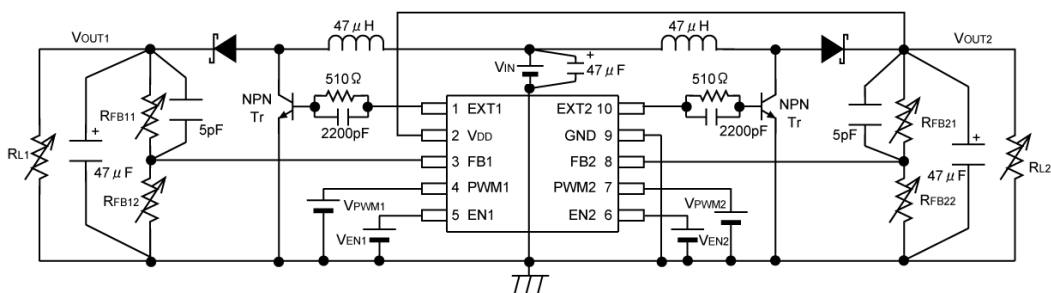 47μH
47μH
VOUT1
VOUT2
VIN
+
47μF
510Ω
2200pF
510Ω
2200pF
NPN
Tr
NPN
Tr
RFB11
5pF
RL1
+
47μF
RFB12
1 EXT1
2 VDD
3 FB1
4 PWM1
5 EN1
EXT2 10
GND 9
FB2 8
PWM2 7
EN2 6
VPWM1
VEN1
VPWM2
VEN2
5pF
RFB21
+
47μF
RL2
RFB22